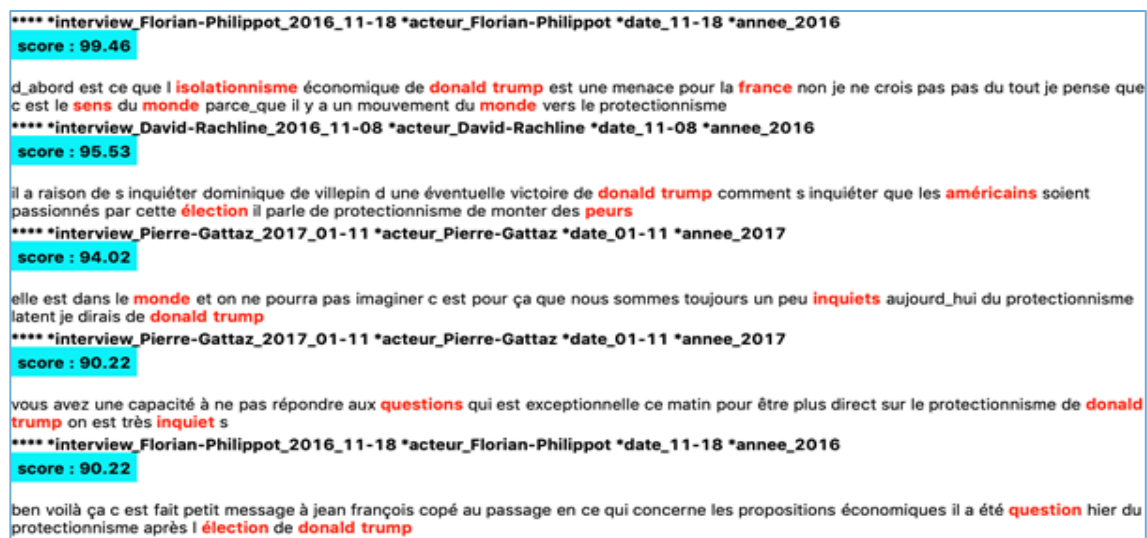 **** *interview_Florian-Philippot_2016_11-18 *acteur_Florian-Philippot *date_11-18 *annee_2016
score : 99.46
d_abord est ce que l isolationnisme économique de donald trump est une menace pour la france non je ne crois pas pas du tout je pense que
c est le sens du monde parce_que il y a un mouvement du monde vers le protectionnisme
**** *interview_David-Rachline_2016_11-08 *acteur_David-Rachline *date_11-08 *annee_2016
score : 95.53
il a raison de s inquiéter dominique de villepin d une éventuelle victoire de donald trump comment s inquiéter que les américains soient
passionnés par cette élection il parle de protectionnisme de monter des peurs
**** *interview_Pierre-Gattaz_2017_01-11 *acteur_Pierre-Gattaz *date_01-11 *annee_2017
score : 94.02
elle est dans le monde et on ne pourra pas imaginer c est pour ça que nous sommes toujours un peu inquiets aujourd_hui du protectionnisme
latent je dirais de donald trump
**** *interview_Pierre-Gattaz_2017_01-11 *acteur_Pierre-Gattaz *date_01-11 *annee_2017
score : 90.22
vous avez une capacité à ne pas répondre aux questions qui est exceptionnelle ce matin pour être plus direct sur le protectionnisme de donald
trump on est très inquiet s
**** *interview_Florian-Philippot_2016_11-18 *acteur_Florian-Philippot *date_11-18 *annee_2016
score : 90.22
ben voilà ça c est fait petit message à jean françois copé au passage en ce qui concerne les propositions économiques il a été question hier du
protectionnisme après l élection de donald trump